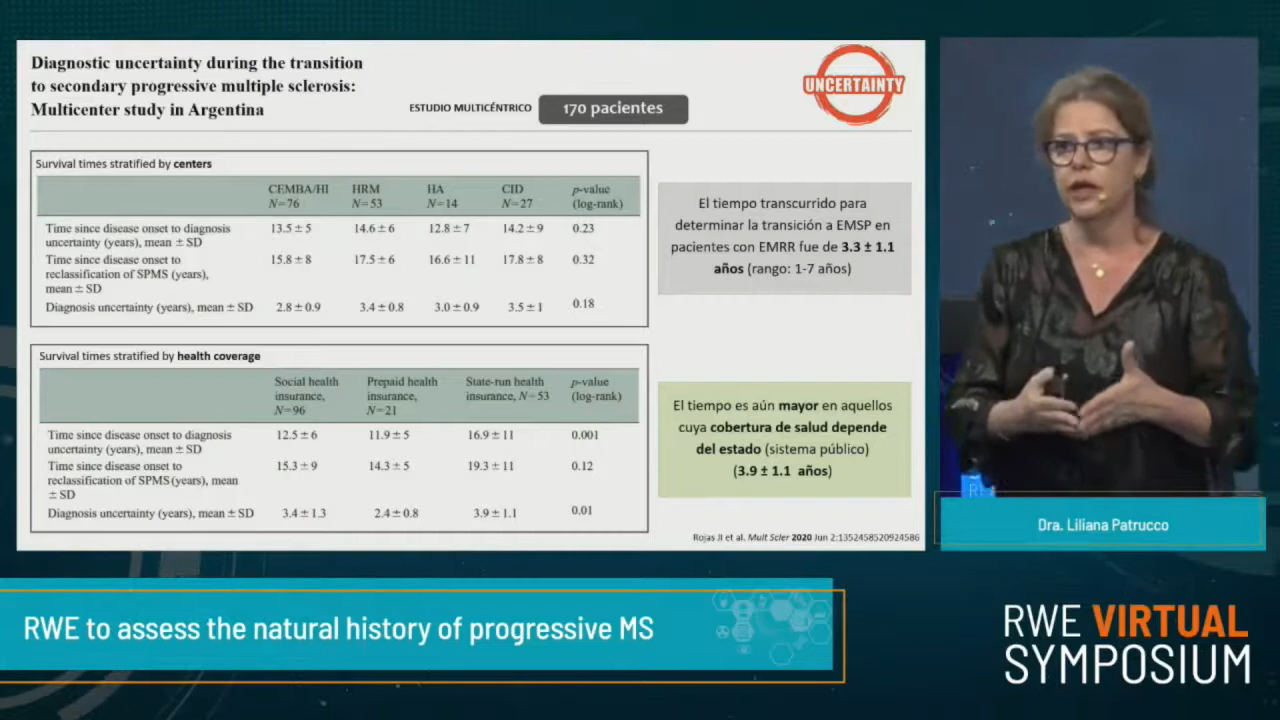 Diagnostic uncertainty during the transition
to secondary progressive multiple sclerosis:
Multicenter study in Argentina
ESTUDIO MULTICÉNTRICO
170 pacientes
UNCERTAINTY
Survival times stratified by centers
CEMBA/HI HRM HA CID p-value
N=76 N=53 N=14 N=27 (log-rank)
Time since disease onset to diagnosis 13.5 ± 5 14.6 ± 6 12.8 ± 7 14.2 ± 9 0.23
uncertainty (years), mean ± SD
Time since disease onset to 15.8 ± 8 17.5 ± 6 16.6 ± 11 17.8 ± 8 0.32
reclassification of SPMS (years),
mean ± SD
Diagnosis uncertainty (years), mean ± SD 2.8 ± 0.9 3.4 ± 0.8 3.0 ± 0.9 3.5 ± 1 0.18
El tiempo transcurrido para
determinar la transición a EMSP en
pacientes con EMRR fue de 3.3 ± 1.1
años (rango: 1-7 años)
Survival times stratified by health coverage
Social health Prepaid health State-run health p-value
insurance, insurance, insurance, N=53 (log-rank)
N=96 N=21
Time since disease onset to diagnosis 12.5 ± 6 11.9 ± 5 16.9 ± 11 0.001
uncertainty (years), mean ± SD
Time since disease onset to 15.3 ± 9 14.3 ± 5 19.3 ± 11 0.12
reclassification of SPMS (years), mean
± SD
Diagnosis uncertainty (years), mean ± SD 3.4 ± 1.3 2.4 ± 0.8 3.9 ± 1.1 0.01
El tiempo es aún mayor en aquellos
cuya cobertura de salud depende
del estado (sistema público)
(3.9 ± 1.1 años)
Rojas JI et al. Mult Scler 2020 Jun 2:1352458520924586
Dra. Liliana Patrucco
RWE to assess the natural history of progressive MS
RWE VIRTUAL
SYMPOSIUM